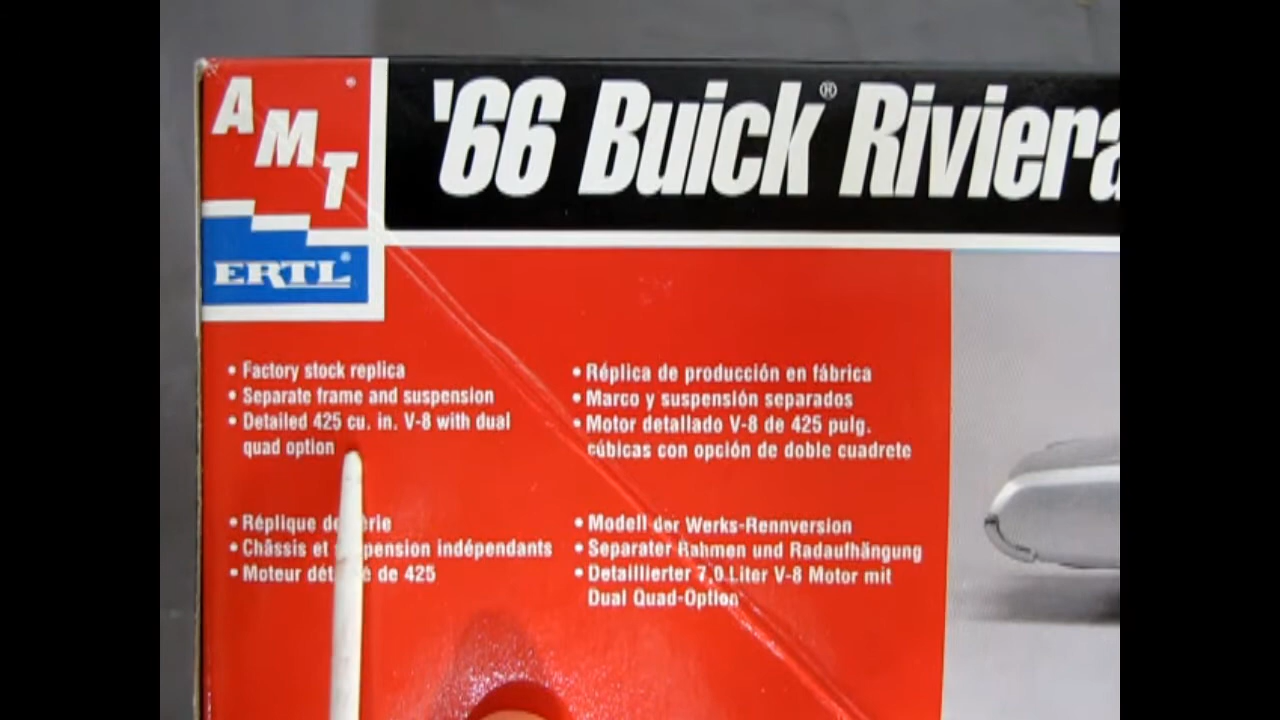 AMT
ERTL®
'66 Buick® Riviera
• Factory stock replica
• Separate frame and suspension
• Detailed 425 cu. in. V-8 with dual
quad option
• Réplica de producción en fábrica
• Marco y suspensión separados
• Motor detallado V-8 de 425 pulg.
cúbicas con opción de doble cuadrete
• Réplique
• Châssis et indépendants
• Moteur de 425
• Modell der Werks-Rennversion
• Separater Rahmen und Radaufhängung
• Detaillierter 7,0 Liter V-8 Motor mit
Dual Quad-Option